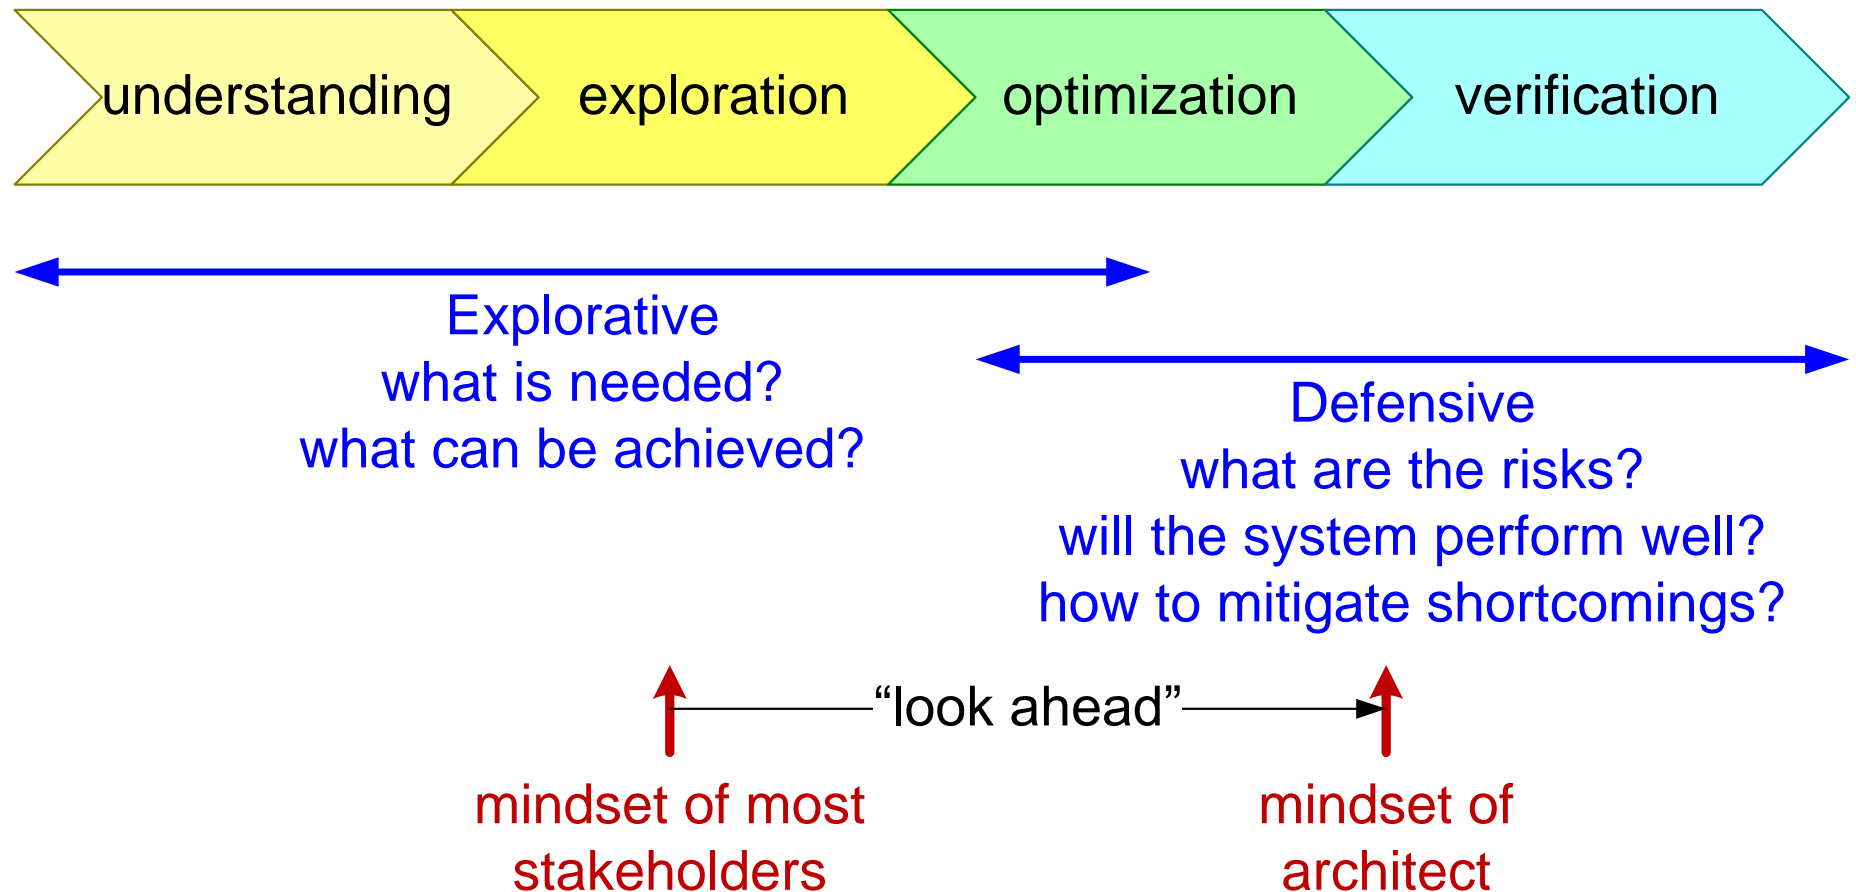 understanding
exploration
optimization
verification
Explorative
what is needed?
what can be achieved?
Defensive
what are the risks?
will the system perform well?
how to mitigate shortcomings?
“look ahead”
mindset of most
stakeholders
mindset of
architect